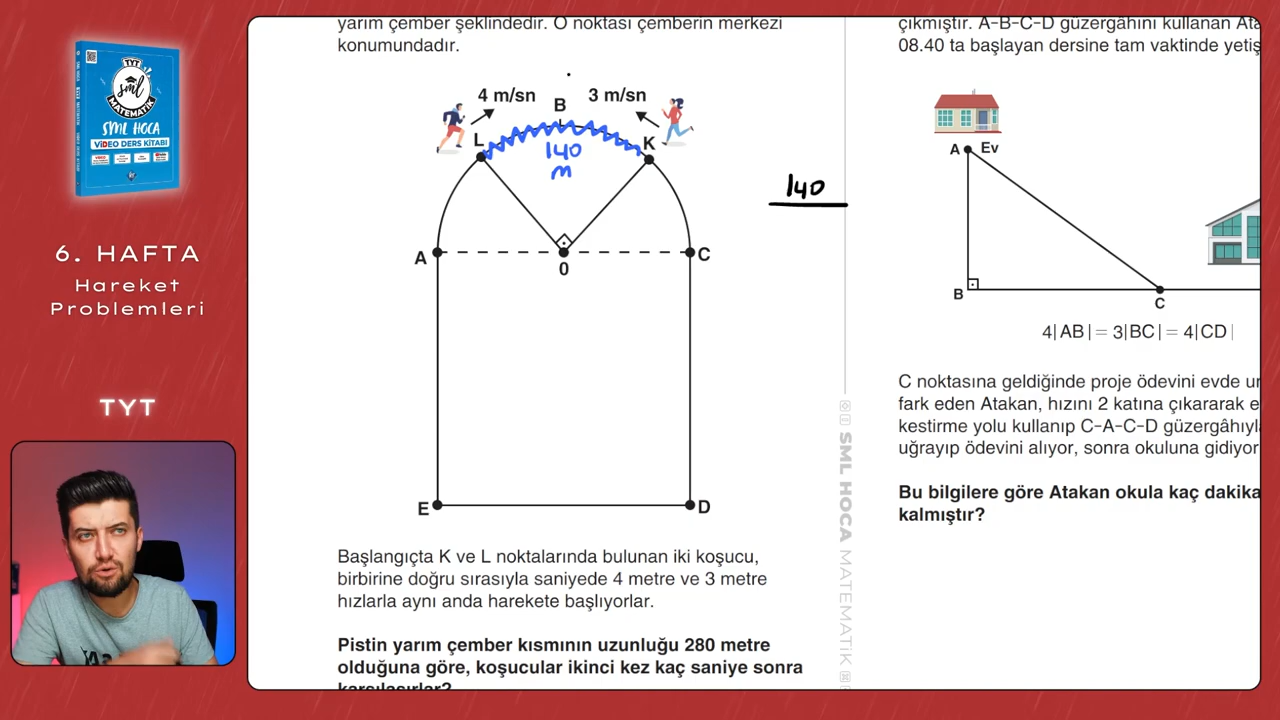 TYT
sml
MATEMATİK
SML HOCA
VİDEO DERS KİTABI
6. HAFTA
Hareket
Problemleri
TYT
yarım çember şeklindedir. O noktası çemberin merkezi
konumundadır.
4 m/sn
B
3 m/sn
L
K
140
m
140
A
C
0
E
D
Başlangıçta K ve L noktalarında bulunan iki koşucu,
birbirine doğru sırasıyla saniyede 4 metre ve 3 metre
hızlarla aynı anda harekete başlıyorlar.
Pistin yarım çember kısmının uzunluğu 280 metre
olduğuna göre, koşucular ikinci kez kaç saniye sonra
karşılaşırlar?
SML HOCA MATEMATİK
çıkmıştır. A-B-C-D güzergâhını kullanan Ata
08.40 ta başlayan dersine tam vaktinde yetiş
A
Ev
B
C
4|AB| = 3|BC| = 4|CD|
C noktasına geldiğinde proje ödevini evde u
fark eden Atakan, hızını 2 katına çıkararak e
kestirme yolu kullanıp C-A-C-D güzergâhıyla
uğrayıp ödevini alıyor, sonra okuluna gidiyor
Bu bilgilere göre Atakan okula kaç dakika
kalmıştır?